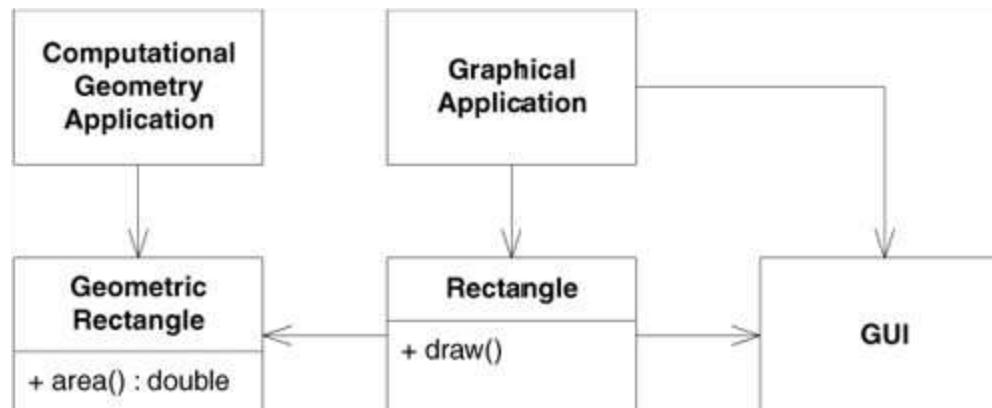 Computational
Geometry
Application
Graphical
Application
Geometric
Rectangle
+ area() : double
Rectangle
+ draw()
GUI